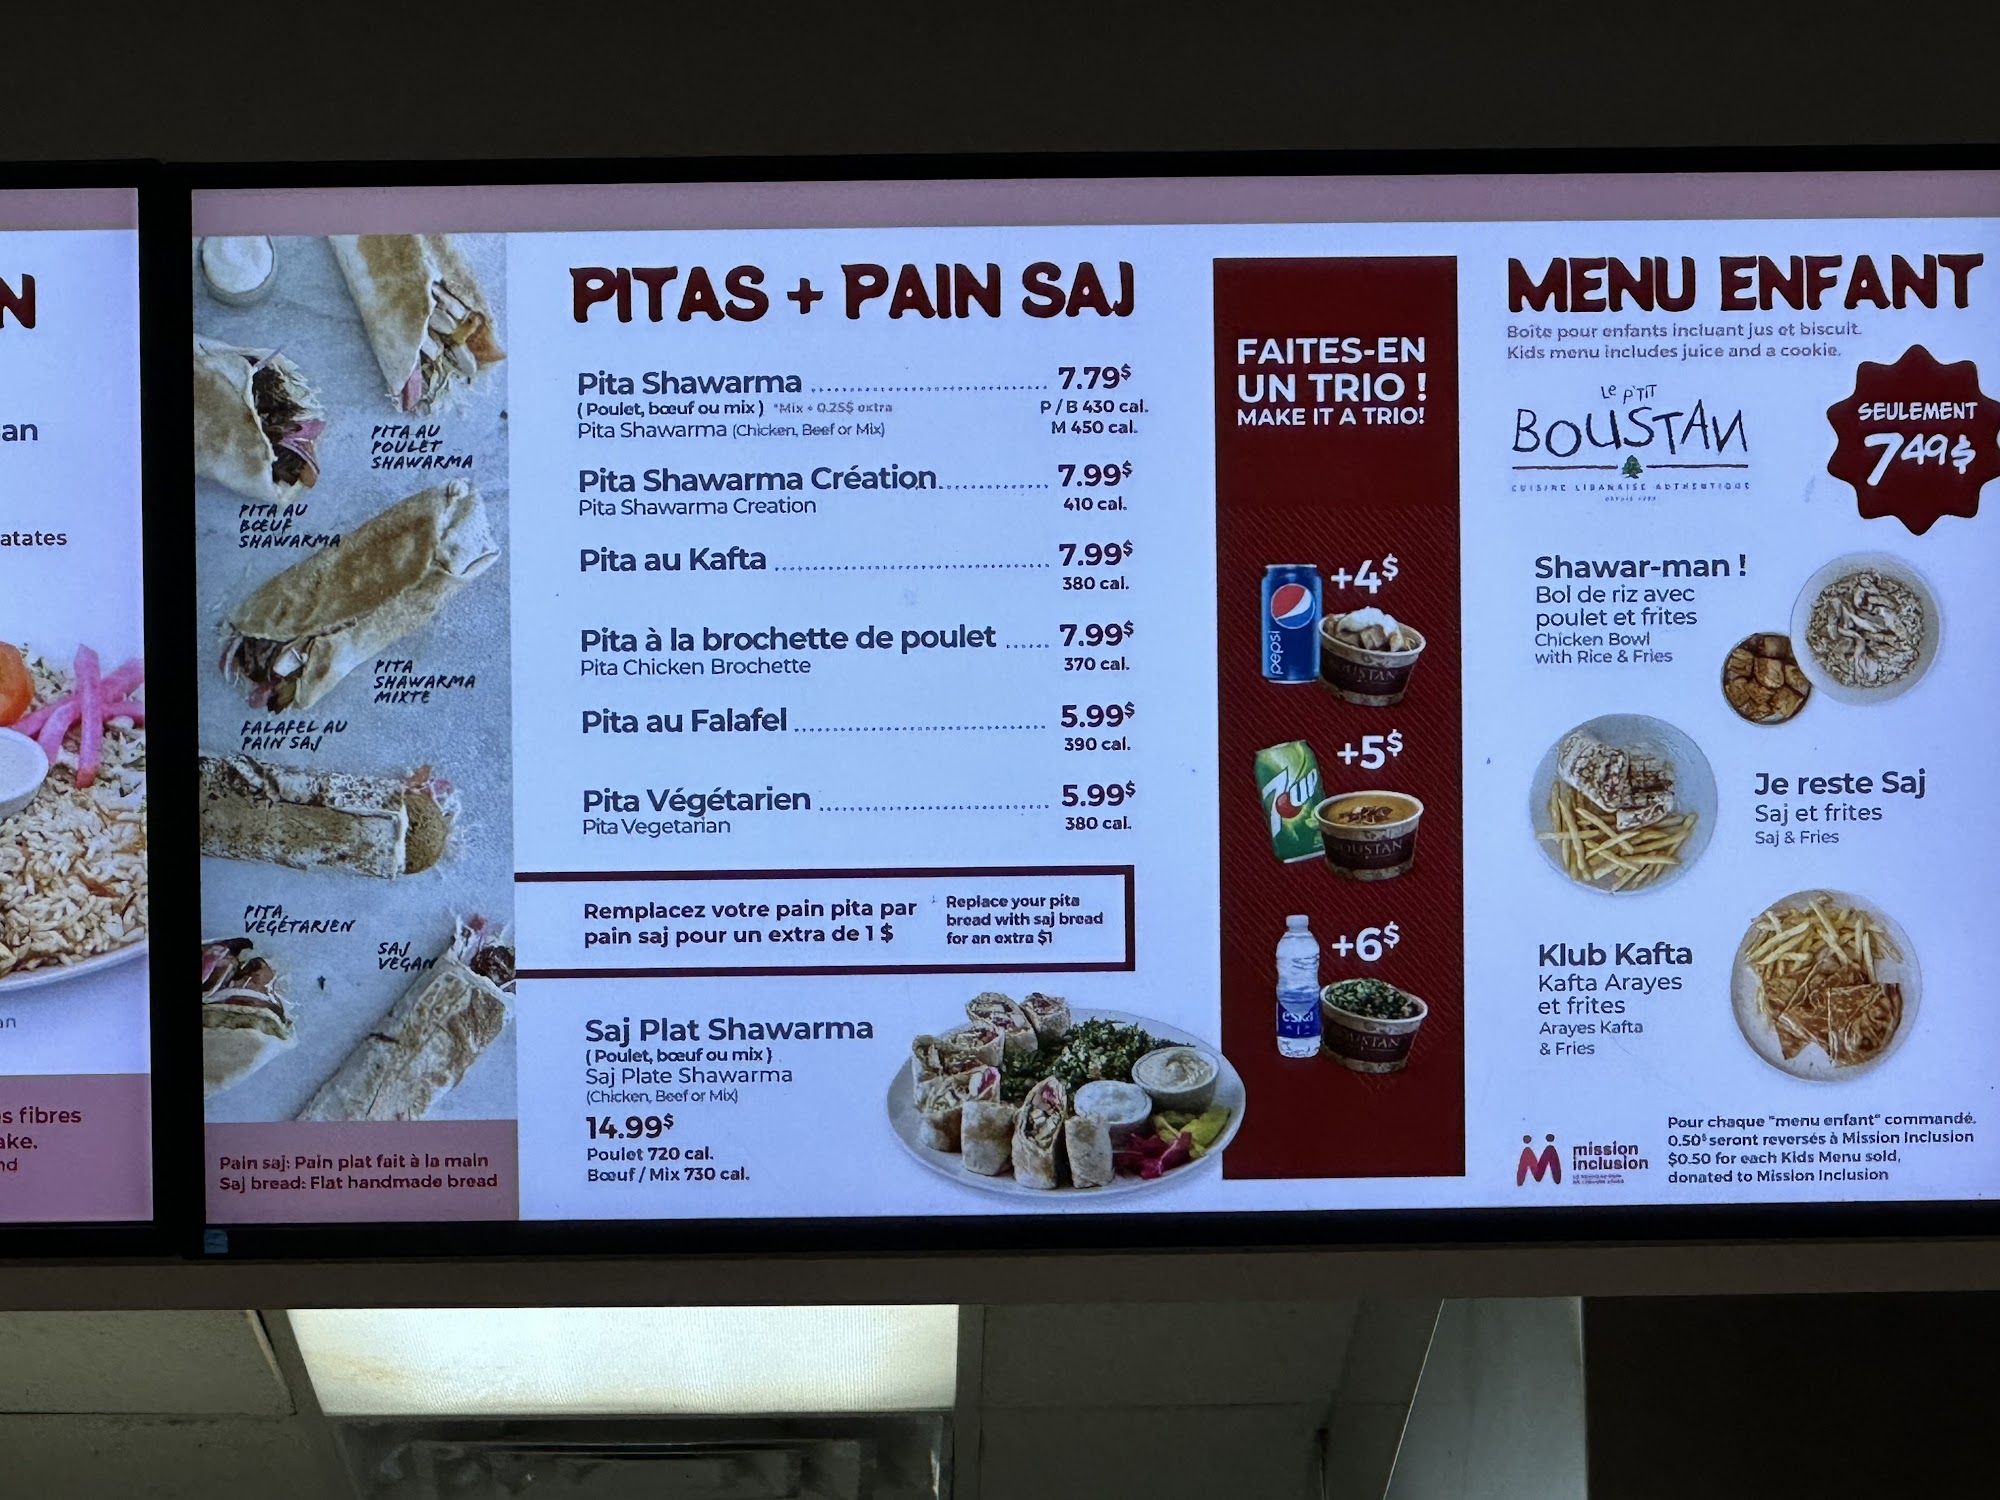 N
an
atates
an
s fibres
ake.
nd
PITA AU
POULET
SHAWARMA
PITA AU
BŒUF
SHAWARMA
PITA
SHAWARMA
MIXTE
FALAFEL AU
PAIN SAJ
PITA
VÉGÉTARIEN
SAJ
VEGAN
Pain saj: Pain plat fait à la main
Saj bread: Flat handmade bread
PITAS + PAIN SAJ
Pita Shawarma 7.79$
(Poulet, bœuf ou mix) *Mix + 0.25$ extra P / B 430 cal.
Pita Shawarma (Chicken, Beef or Mix) M 450 cal.
Pita Shawarma Création 7.99$
Pita Shawarma Creation 410 cal.
Pita au Kafta 7.99$
380 cal.
Pita à la brochette de poulet 7.99$
Pita Chicken Brochette 370 cal.
Pita au Falafel 5.99$
390 cal.
Pita Végétarien 5.99$
Pita Vegetarian 380 cal.
Remplacez votre pain pita par
pain saj pour un extra de 1 $
Replace your pita
bread with saj bread
for an extra $1
Saj Plat Shawarma
(Poulet, bœuf ou mix)
Saj Plate Shawarma
(Chicken, Beef or Mix)
14.99$
Poulet 720 cal.
Bœuf / Mix 730 cal.
FAITES-EN
UN TRIO !
MAKE IT A TRIO!
+4$
pepsi
BOUSTAN
+5$
7UP
BOUSTAN
+6$
eska
BOUSTAN
MENU ENFANT
Boîte pour enfants incluant jus et biscuit.
Kids menu includes juice and a cookie.
Le P'TIT
BOUSTAN
CUISINE LIBANAISE AUTHENTIQUE
SEULEMENT
7.49$
Shawar-man !
Bol de riz avec
poulet et frites
Chicken Bowl
with Rice & Fries
Je reste Saj
Saj et frites
Saj & Fries
Klub Kafta
Kafta Arayes
et frites
Arayes Kafta
& Fries
mission
inclusion
Pour chaque "menu enfant" commandé,
0.50$ seront reversés à Mission Inclusion
$0.50 for each Kids Menu sold,
donated to Mission Inclusion